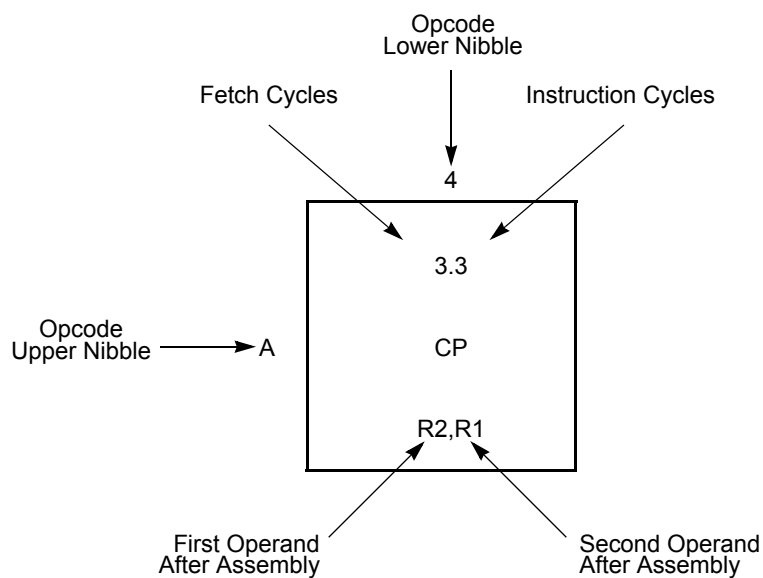 Opcode
Lower Nibble
Fetch Cycles
Instruction Cycles
4
3.3
Opcode
Upper Nibble
A
CP
R2,R1
First Operand
After Assembly
Second Operand
After Assembly